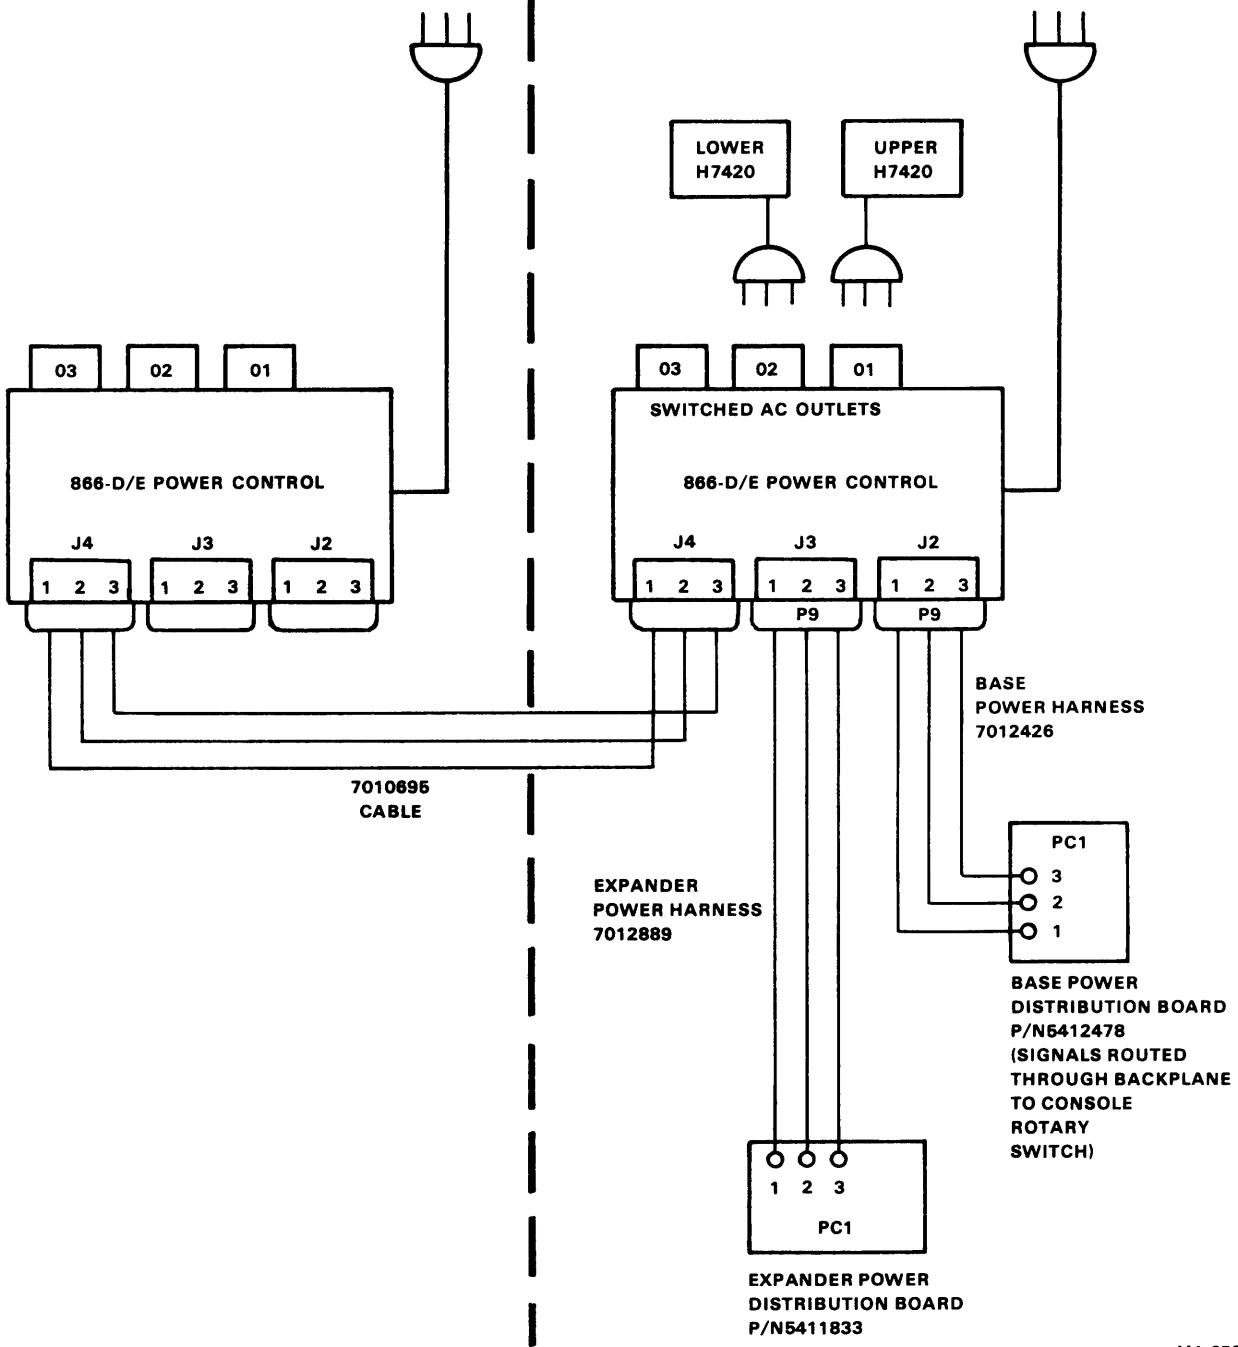 LOWER
H7420
UPPER
H7420
03 02 01
03 02 01
SWITCHED AC OUTLETS
866-D/E POWER CONTROL
866-D/E POWER CONTROL
J4 J3 J2
J4 J3 J2
1 2 3 1 2 3 1 2 3
1 2 3 1 2 3 1 2 3
P9 P9
BASE
POWER HARNESS
7012426
7010695
CABLE
PC1
3
2
1
EXPANDER
POWER HARNESS
7012889
BASE POWER
DISTRIBUTION BOARD
P/N5412478
(SIGNALS ROUTED
THROUGH BACKPLANE
TO CONSOLE
ROTARY
SWITCH)
1 2 3
PC1
EXPANDER POWER
DISTRIBUTION BOARD
P/N5411833